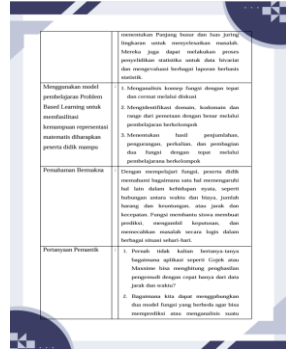 menentukan Panjang busur dan luas juring
lingkaran untuk menyelesaikan masalah.
Mereka juga dapat melakukan proses
penyelidikan statistika untuk data bivariat
dan mengevaluasi berbagai laporan berbasis
statistik.
Menggunakan model
pembelajaran Problem
Based Learning untuk
memfasilitasi
kemampuan representasi
matematis diharapkan
peserta didik mampu
:
1. Menganalisis konsep fungsi dengan tepat
dan cermat melalui diskusi
2. Mengidentifikasi domain, kodomain dan
range dari pemetaan dengan benar melalui
pembelajaran berkelompok
3. Menentukan hasil penjumlahan,
pengurangan, perkalian, dan pembagian
dua fungsi dengan tepat melalui
pembelajarana berkelompok
Pemahaman Bermakna
:
Dengan mempelajari fungsi, peserta didik
memahami bagaimana satu hal memengaruhi
hal lain dalam kehidupan nyata, seperti
hubungan antara waktu dan biaya, jumlah
barang dan keuntungan, atau jarak dan
kecepatan. Fungsi membantu siswa membuat
prediksi, mengambil keputusan, dan
memecahkan masalah secara logis dalam
berbagai situasi sehari-hari.
Pertanyaan Pemantik
:
1. Pernah tidak kalian bertanya-tanya
bagaimana aplikasi seperti Gojek atau
Maxime bisa menghitung penghasilan
pengemudi dengan cepat hanya dari data
jarak dan waktu?
2. Bagaimana kita dapat menggabungkan
dua model fungsi yang berbeda agar bisa
memprediksi atau menganalisis suatu